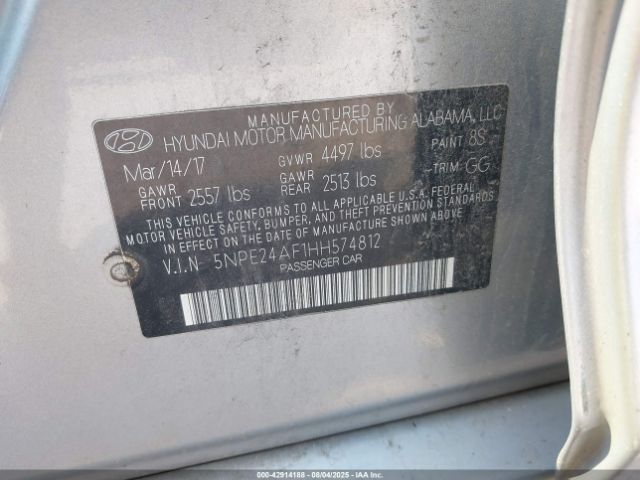 MANUFACTURED BY
HYUNDAI MOTOR MANUFACTURING ALABAMA, LLC
Mar/14/17 GVWR 4497 lbs PAINT 8S
GAWR FRONT 2557 lbs GAWR REAR 2513 lbs TRIM GG
THIS VEHICLE CONFORMS TO ALL APPLICABLE U.S.A. FEDERAL
MOTOR VEHICLE SAFETY, BUMPER, AND THEFT PREVENTION
STANDARDS IN EFFECT ON THE DATE OF MANUFACTURE SHOWN ABOVE.
V.I.N- 5NPE24AF1HH574812
PASSENGER CAR
000-42914188 - 08/04/2025 - IAAI.COM